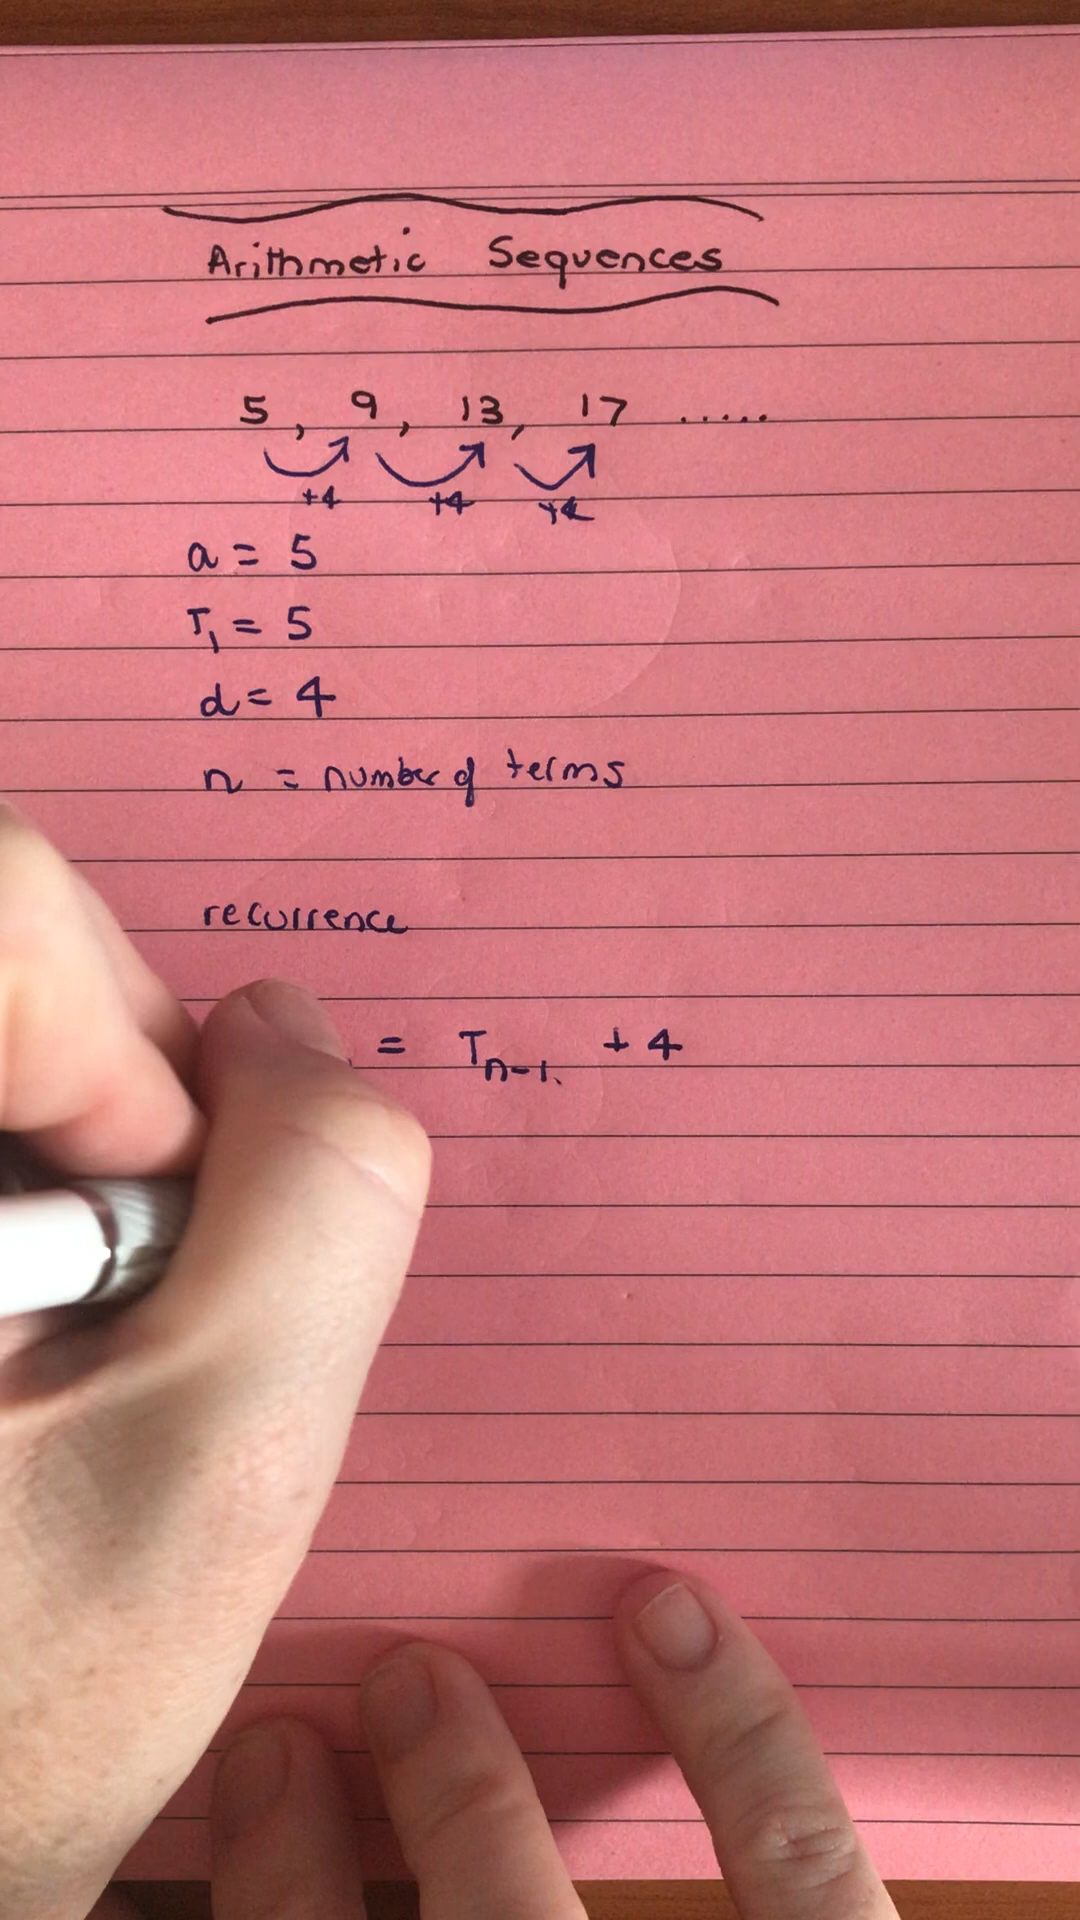 Arithmetic Sequences
5, 9, 13, 17 .....
+4 +4 +4
a = 5
T₁ = 5
d = 4
n = number of terms
recurrence
= Tₙ₋₁ + 4